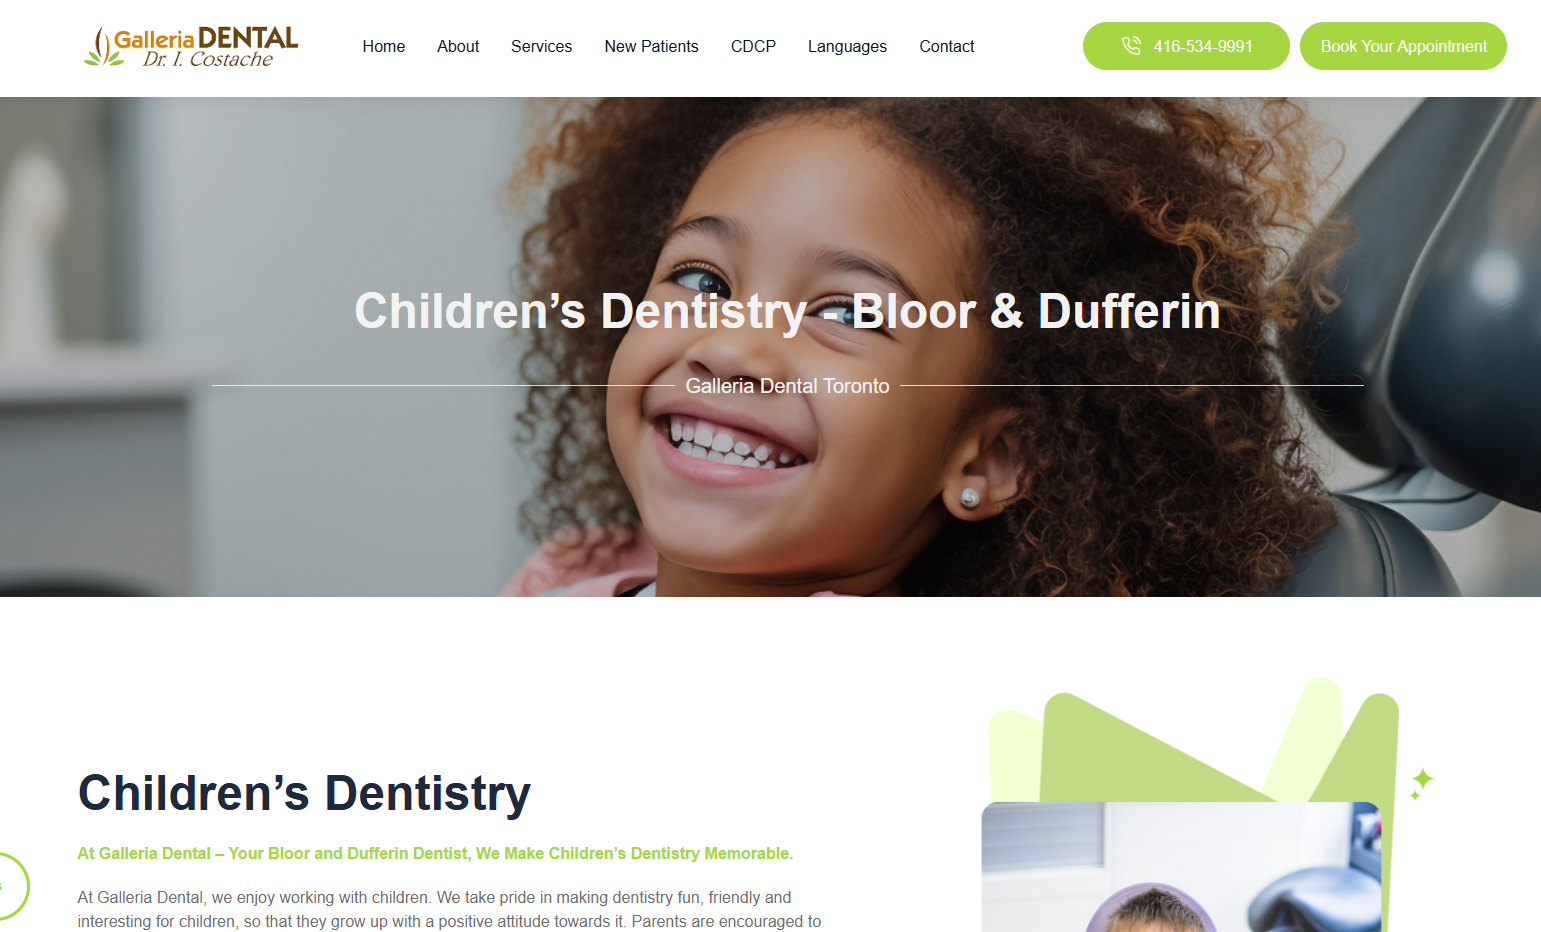 Galleria DENTAL
Dr. I. Costache
Home
About
Services
New Patients
CDCP
Languages
Contact
416-534-9991
Book Your Appointment
Children’s Dentistry - Bloor & Dufferin
Galleria Dental Toronto
Children’s Dentistry
At Galleria Dental – Your Bloor and Dufferin Dentist, We Make Children’s Dentistry Memorable.
At Galleria Dental, we enjoy working with children. We take pride in making dentistry fun, friendly and
interesting for children, so that they grow up with a positive attitude towards it. Parents are encouraged to